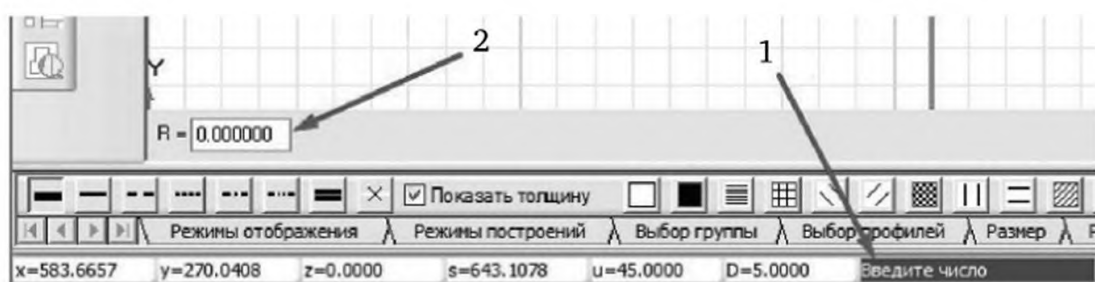 2
1
Y
R = 0.000000
Показать толщину
Режимы отображения Режимы построений Выбор группы Выбор профилей Размер
x=583.6657 y=270.0408 z=0.0000 s=643.1078 u=45.0000 D=5.0000 Введите число